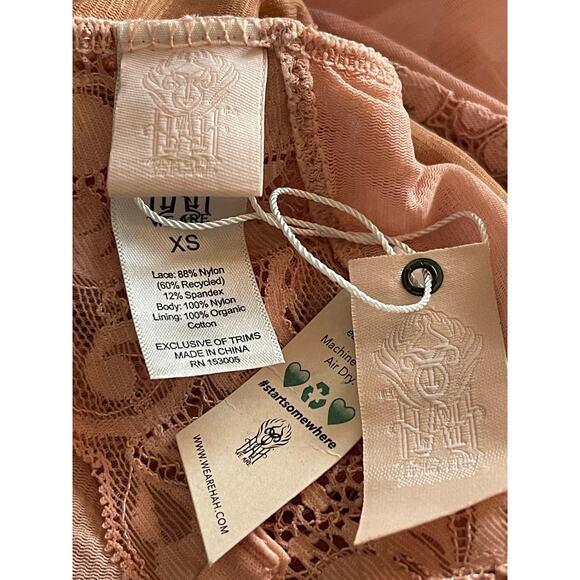 WE ARE
XS
Lace: 88% Nylon
(60% Recycled)
12% Spandex
Body: 100% Nylon
Lining: 100% Organic
Cotton
EXCLUSIVE OF TRIMS
MADE IN CHINA
RN 153005
Machine
Air Dry.
#startsomewhere
WWW.WEAREHAH.COM